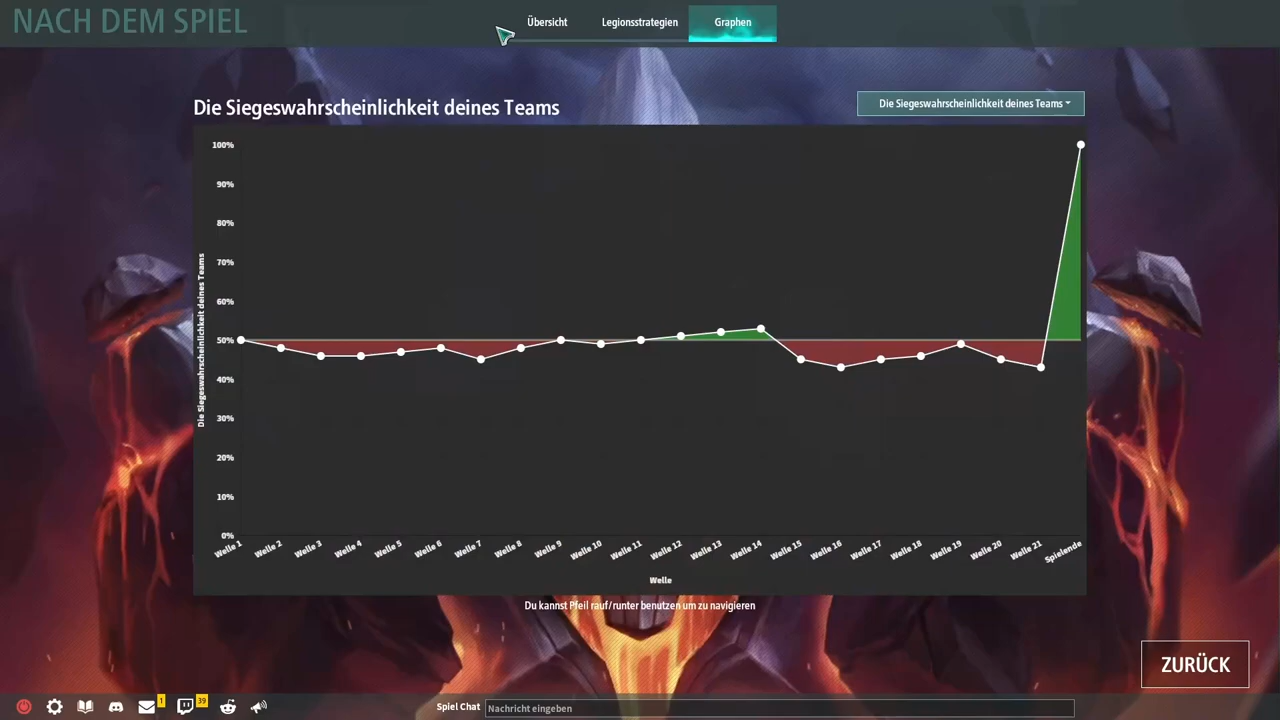 NACH DEM SPIEL
Übersicht
Legionsstrategien
Graphen
Die Siegeswahrscheinlichkeit deines Teams
Die Siegeswahrscheinlichkeit deines Teams
Die Siegeswahrscheinlichkeit deines Teams
100%
90%
80%
70%
60%
50%
40%
30%
20%
10%
0%
Welle 1
Welle 2
Welle 3
Welle 4
Welle 5
Welle 6
Welle 7
Welle 8
Welle 9
Welle 10
Welle 11
Welle 12
Welle 13
Welle 14
Welle 15
Welle 16
Welle 17
Welle 18
Welle 19
Welle 20
Welle 21
Spielende
Welle
Du kannst Pfeil rauf/runter benutzen um zu navigieren
ZURÜCK
1
39
Spiel Chat
Nachricht eingeben